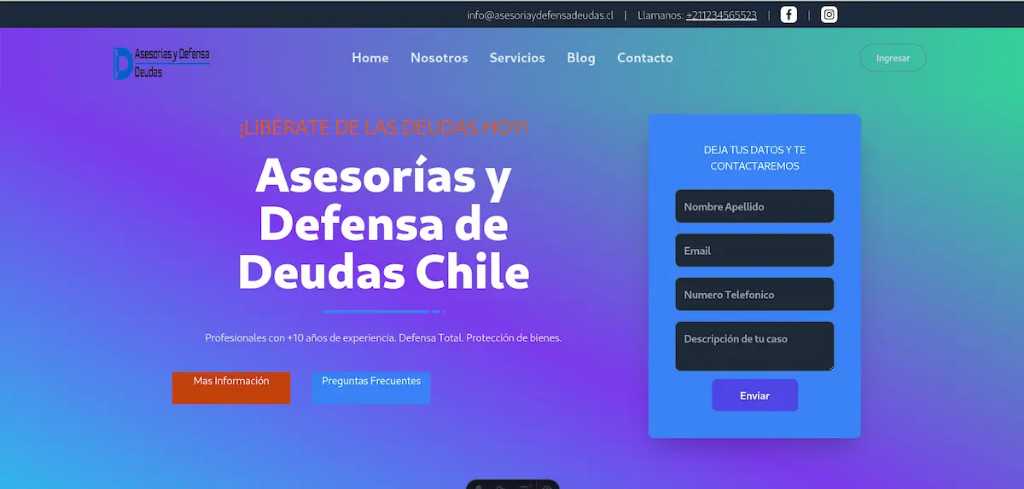 info@asesoriaydefensadeudas.cl | Llamanos: +211234565523 | |
Asesorías y Defensa
Deudas
Home Nosotros Servicios Blog Contacto
Ingresar
¡LIBÉRATE DE LAS DEUDAS HOY!
Asesorías y
Defensa de
Deudas Chile
Profesionales con +10 años de experiencia. Defensa Total. Protección de bienes.
Mas Información
Preguntas Frecuentes
DEJA TUS DATOS Y TE
CONTACTAREMOS
Nombre Apellido
Email
Numero Telefonico
Descripción de tu caso
Enviar